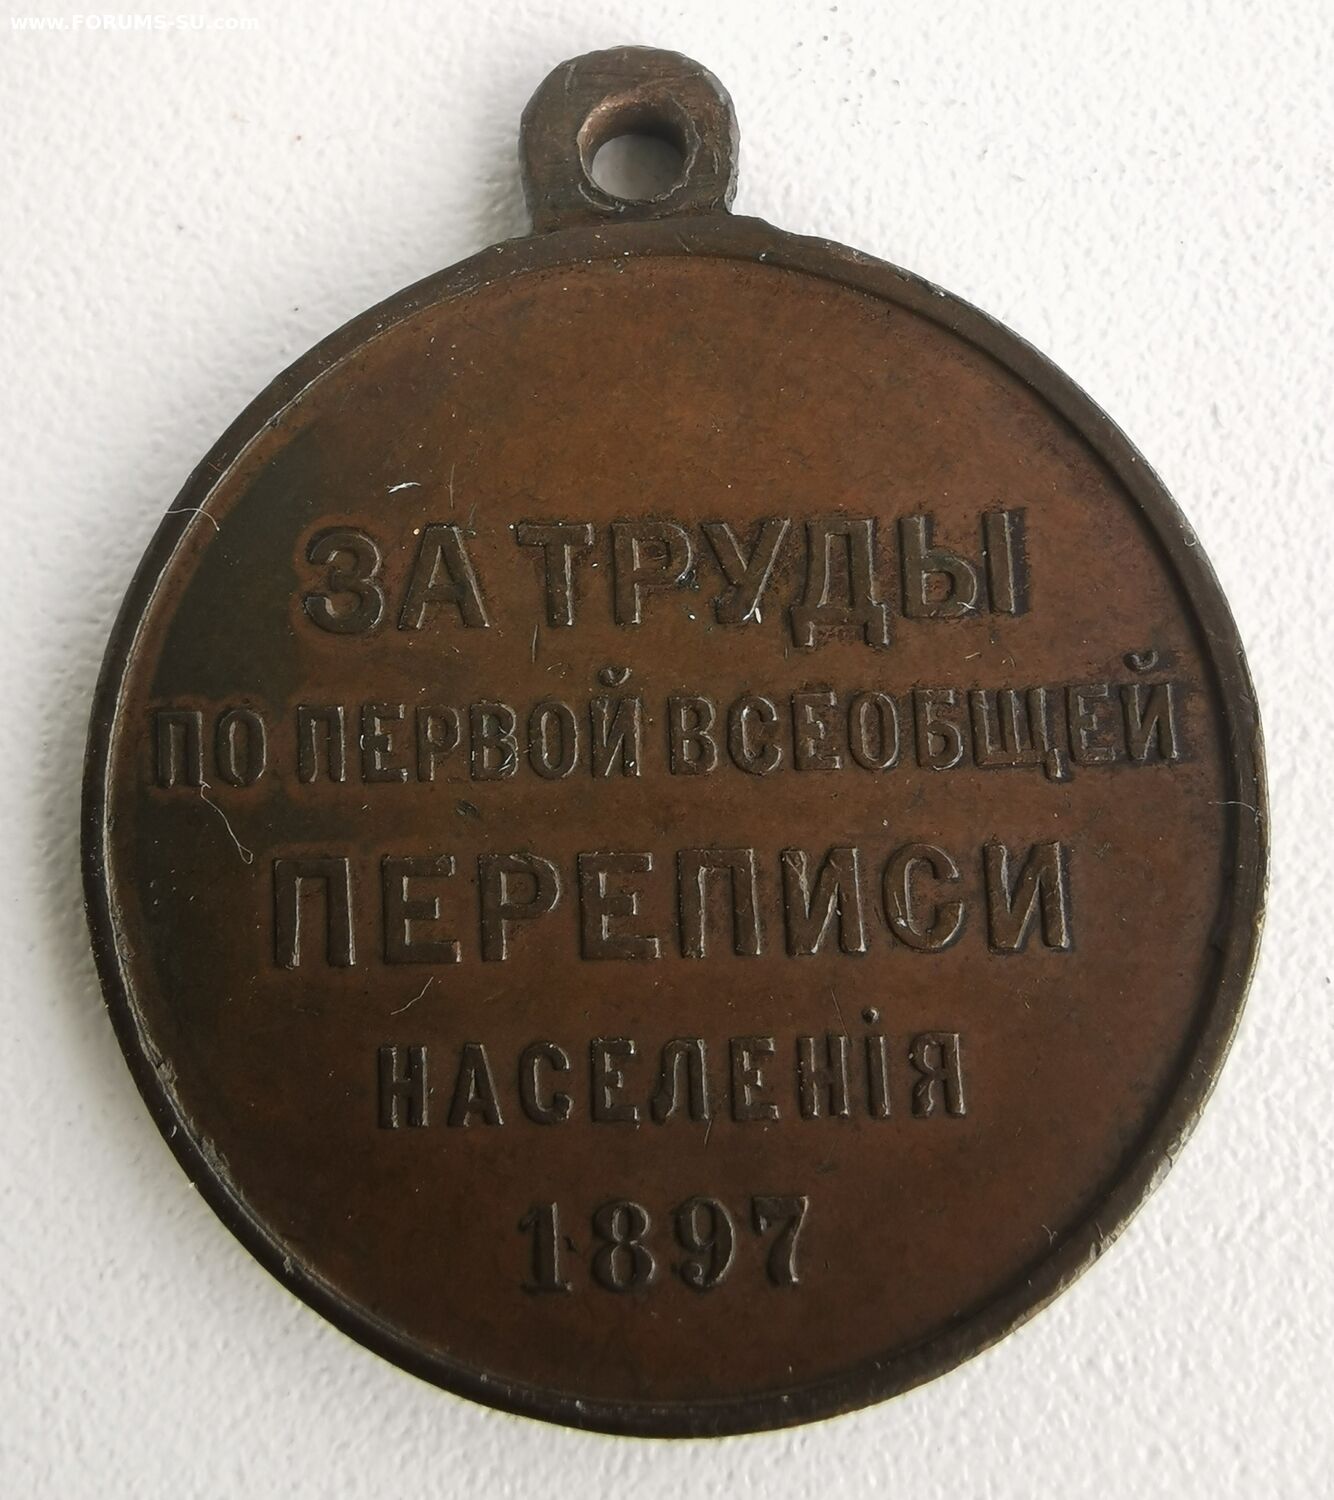 www.FORUMS-SU.com
ЗА ТРУДЫ
ПО ПЕРВОЙ ВСЕОБЩЕЙ
ПЕРЕПИСИ
НАСЕЛЕНІЯ
1897